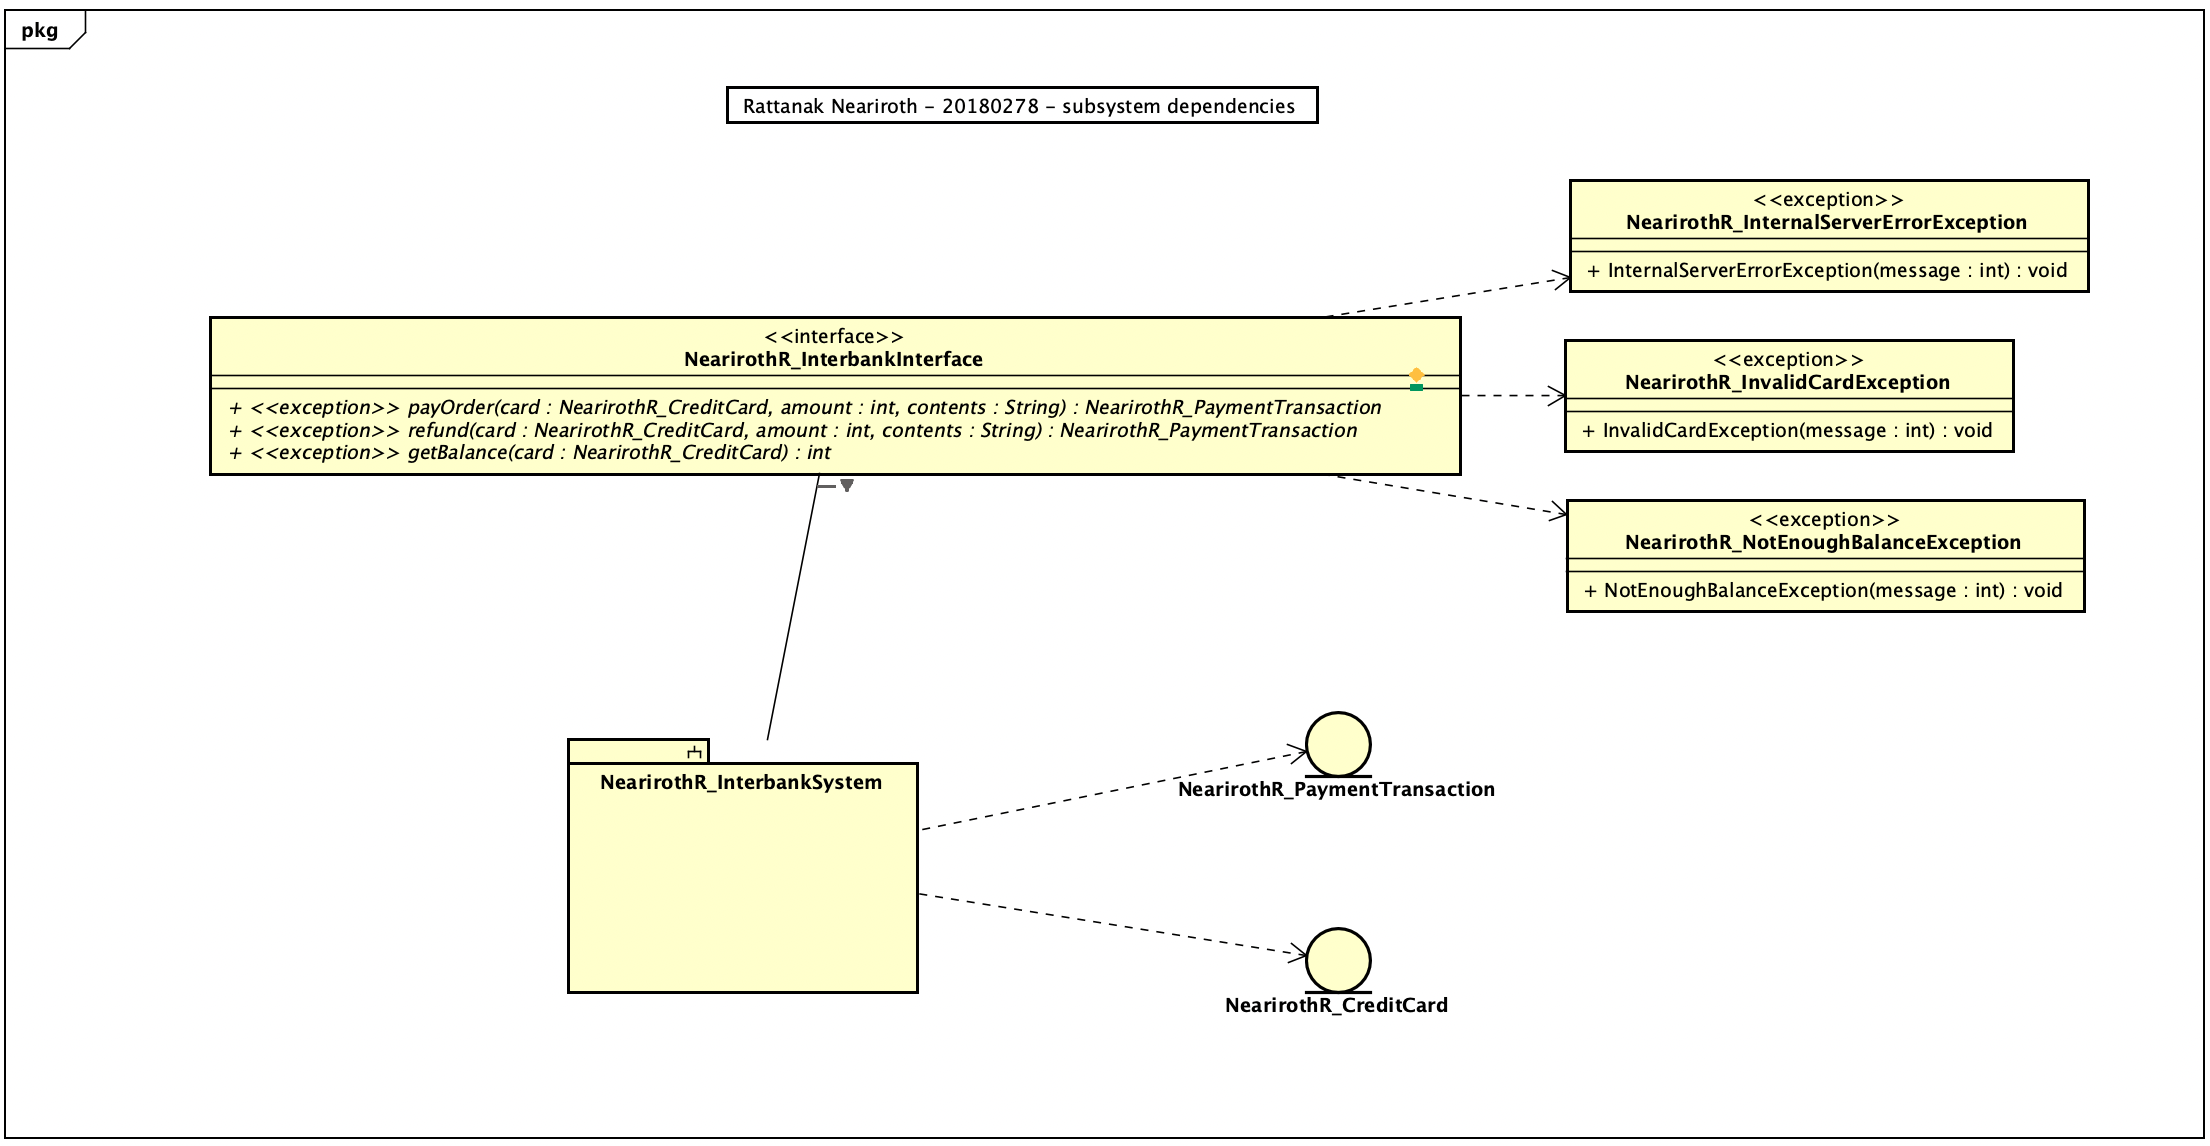 pkg
Rattanak Neariroth – 20180278 – subsystem dependencies
<<exception>>
NearirothR_InternalServerErrorException
+ InternalServerErrorException(message : int) : void
<<interface>>
NearirothR_InterbankInterface
+ <<exception>> payOrder(card : NearirothR_CreditCard, amount : int, contents : String) : NearirothR_PaymentTransaction
+ <<exception>> refund(card : NearirothR_CreditCard, amount : int, contents : String) : NearirothR_PaymentTransaction
+ <<exception>> getBalance(card : NearirothR_CreditCard) : int
<<exception>>
NearirothR_InvalidCardException
+ InvalidCardException(message : int) : void
<<exception>>
NearirothR_NotEnoughBalanceException
+ NotEnoughBalanceException(message : int) : void
NearirothR_InterbankSystem
NearirothR_PaymentTransaction
NearirothR_CreditCard